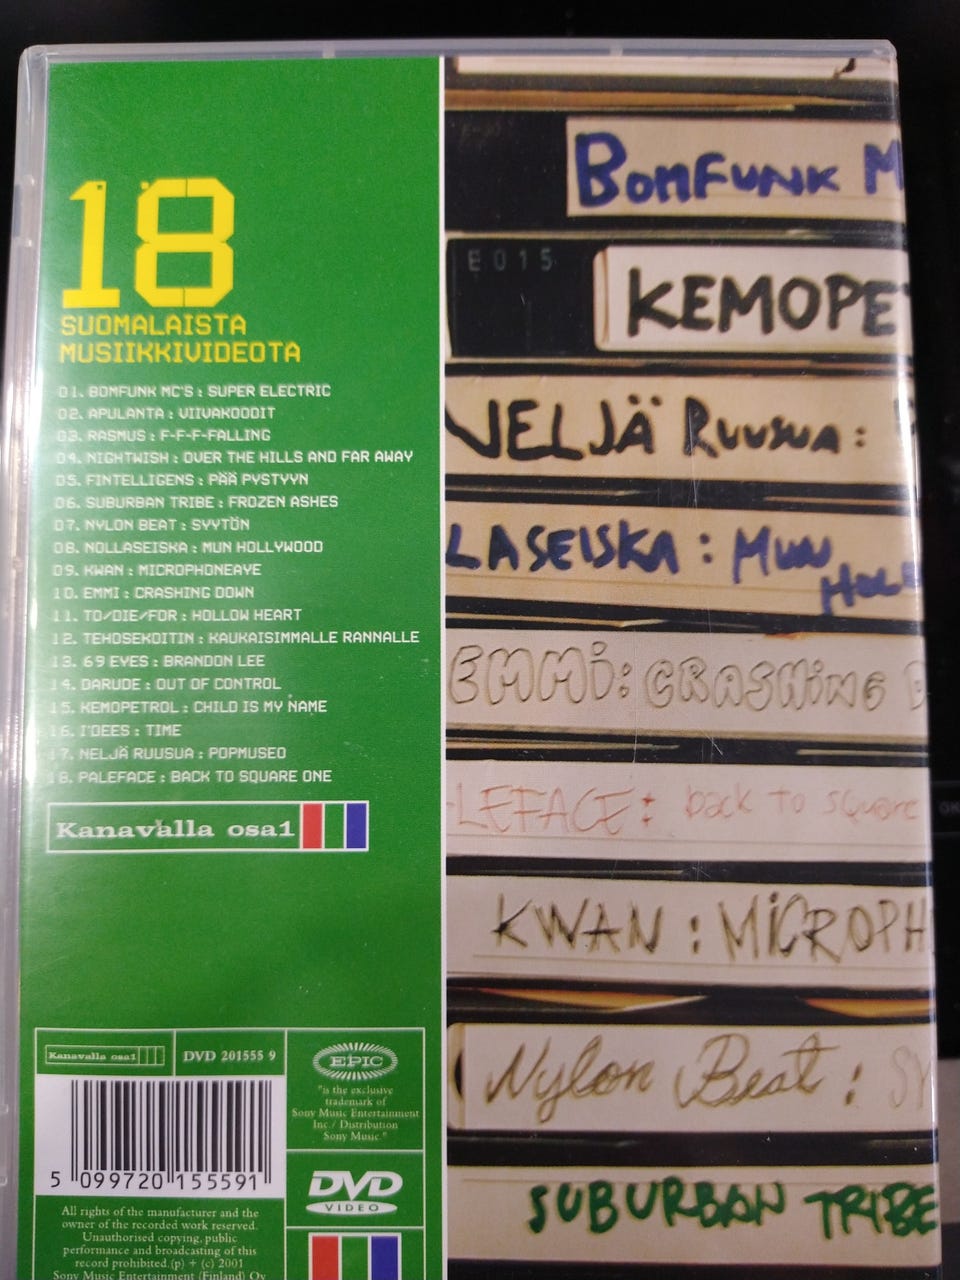 18
SUOMALAISTA
MUSIIKKIVIDEOTA
01. BOMFUNK MC'S : SUPER ELECTRIC
02. APULANTA : VIIVAKOODIT
03. RASMUS : F-F-F-FALLING
04. NIGHTWISH : OVER THE HILLS AND FAR AWAY
05. FINTELLIGENS : PÄÄ PYSTYYN
06. SUBURBAN TRIBE : FROZEN ASHES
07. NYLON BEAT : SYYTÖN
08. NOLLASEISKA : MUN HOLLYWOOD
09. KWAN : MICROPHONEAYE
10. EMMI : CRASHING DOWN
11. TO/DIE/FOR : HOLLOW HEART
12. TEHOSEKOITIN : KAUKAISIMMALLE RANNALLE
13. 69 EYES : BRANDON LEE
14. DARUDE : OUT OF CONTROL
15. KEMOPETROL : CHILD IS MY NAME
16. I'DEES : TIME
17. NELJÄ RUUSUA : POPMUSEO
18. PALEFACE : BACK TO SQUARE ONE
Kanavalla osa1
Kanavalla osa1
DVD 201555 9
5 099720 155591
All rights of the manufacturer and the
owner of the recorded work reserved.
Unauthorised copying, public
performance and broadcasting of this
record prohibited.(p) + (c) 2001
Sony Music Entertainment (Finland) Oy
EPIC
"is the exclusive
trademark of
Sony Music Entertainment
Inc./ Distribution
Sony Music"
DVD
VIDEO
BOMFUNK M
E015
KEMOPE
NELJÄ RUUSUA :
LASEISKA : MUN
HOLL
EMMI : CRASHING D
LEFACE : back to square
KWAN : MICROPH
Nylon Beat : SY
SUBURBAN TRIBE